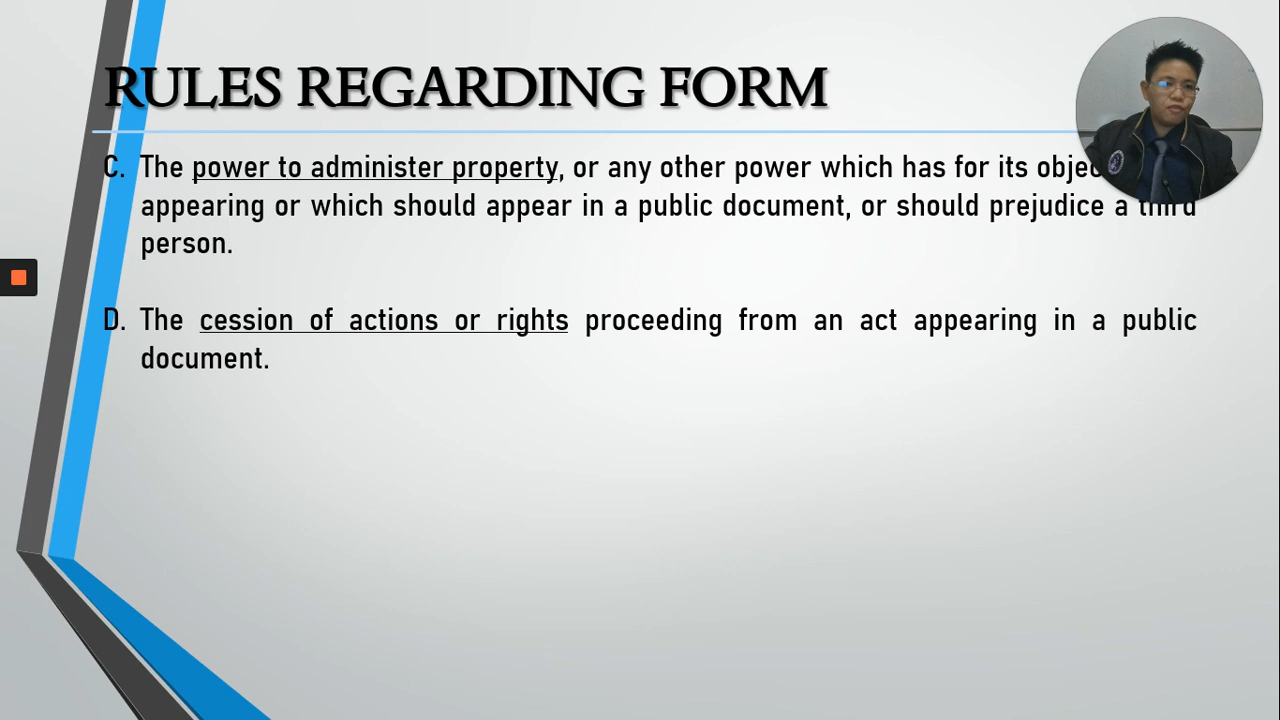 RULES REGARDING FORM
C. The power to administer property, or any other power which has for its
appearing or which should appear in a public document, or should prejudice a third
person.
D. The cession of actions or rights proceeding from an act appearing in a public
document.